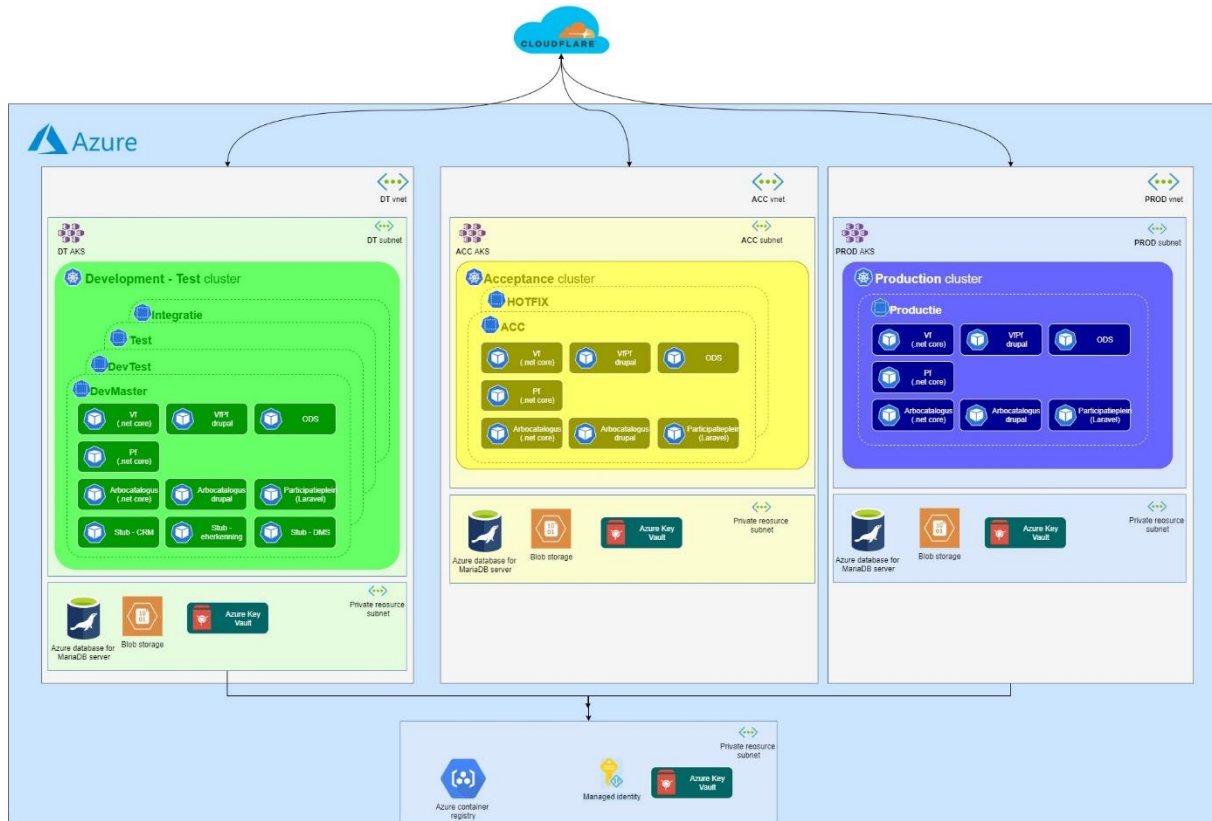 CLOUDFLARE
Azure
DT vnet
DT AKS
DT subnet
Development - Test cluster
Integratie
Test
DevTest
DevMaster
Vf
(.net core)
VfPf
drupal
ODS
Pf
(.net core)
Arbocatalogus
(.net core)
Arbocatalogus
drupal
Participatieplein
(Laravel)
Stub - CRM
Stub -
eherkenning
Stub - DMS
Private reosurce
subnet
Azure database for
MariaDB server
Blob storage
Azure Key
Vault
ACC vnet
ACC AKS
ACC subnet
Acceptance cluster
HOTFIX
ACC
Vf
(.net core)
VfPf
drupal
ODS
Pf
(.net core)
Arbocatalogus
(.net core)
Arbocatalogus
drupal
Participatieplein
(Laravel)
Private reosurce
subnet
Azure database for
MariaDB server
Blob storage
Azure Key
Vault
PROD vnet
PROD AKS
PROD subnet
Production cluster
Productie
Vf
(.net core)
VfPf
drupal
ODS
Pf
(.net core)
Arbocatalogus
(.net core)
Arbocatalogus
drupal
Participatieplein
(Laravel)
Private reosurce
subnet
Azure database for
MariaDB server
Blob storage
Azure Key
Vault
Private reosurce
subnet
Azure container
registry
Managed identity
Azure Key
Vault